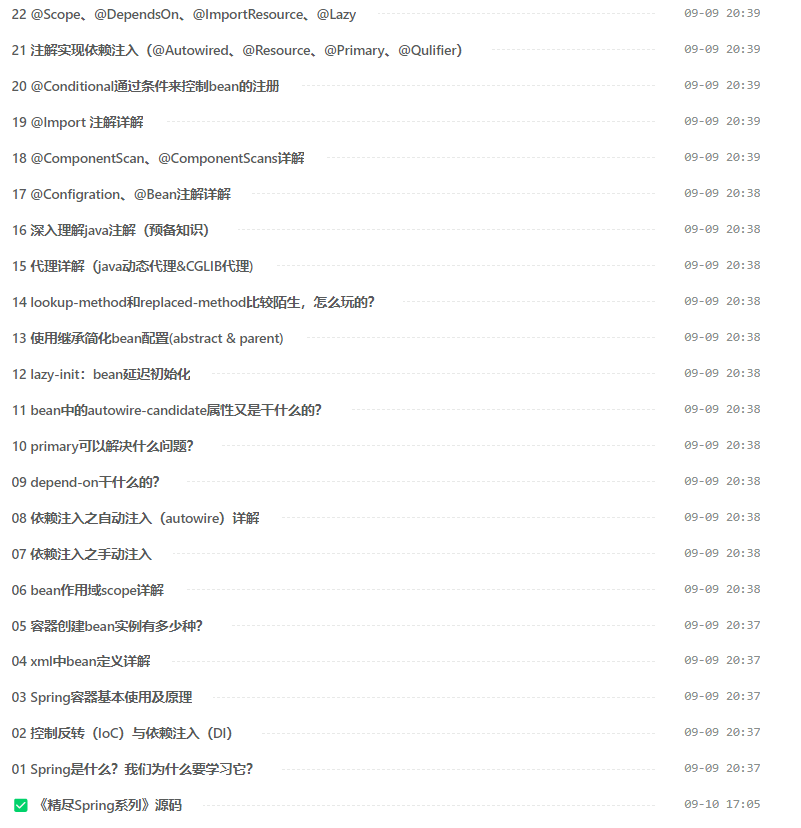 22 @Scope、@DependsOn、@ImportResource、@Lazy 09-09 20:39
21 注解实现依赖注入（@Autowired、@Resource、@Primary、@Qulifier） 09-09 20:39
20 @Conditional通过条件来控制bean的注册 09-09 20:39
19 @Import 注解详解 09-09 20:39
18 @ComponentScan、@ComponentScans详解 09-09 20:39
17 @Configration、@Bean注解详解 09-09 20:38
16 深入理解java注解（预备知识） 09-09 20:38
15 代理详解（java动态代理&CGLIB代理) 09-09 20:38
14 lookup-method和replaced-method比较陌生，怎么玩的？ 09-09 20:38
13 使用继承简化bean配置(abstract & parent) 09-09 20:38
12 lazy-init：bean延迟初始化 09-09 20:38
11 bean中的autowire-candidate属性又是干什么的？ 09-09 20:38
10 primary可以解决什么问题？ 09-09 20:38
09 depend-on干什么的？ 09-09 20:38
08 依赖注入之自动注入（autowire）详解 09-09 20:38
07 依赖注入之手动注入 09-09 20:38
06 bean作用域scope详解 09-09 20:38
05 容器创建bean实例有多少种？ 09-09 20:37
04 xml中bean定义详解 09-09 20:37
03 Spring容器基本使用及原理 09-09 20:37
02 控制反转（IoC）与依赖注入（DI） 09-09 20:37
01 Spring是什么？我们为什么要学习它？ 09-09 20:37
✅《精尽Spring系列》源码 09-10 17:05